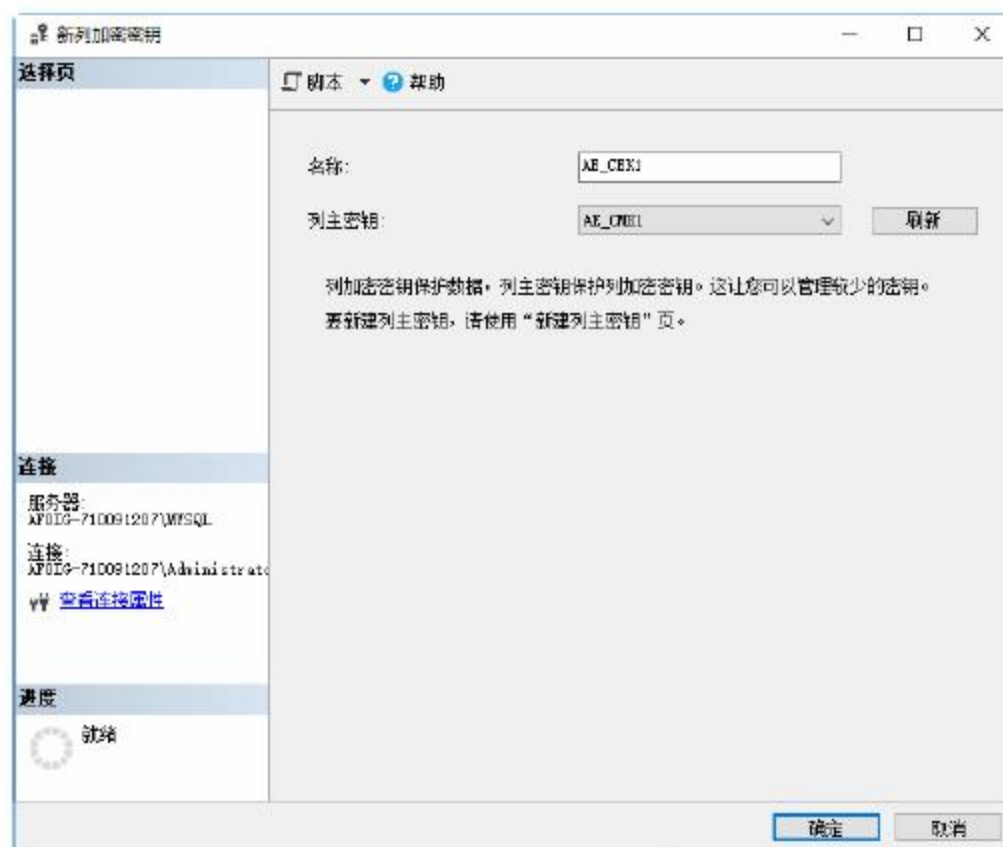 新列加密密钥
选择页
脚本 帮助
名称:
AE_CEK1
列主密钥:
AE_CMK1
刷新
列加密密钥保护数据，列主密钥保护列加密密钥。这让您可以管理较少的密钥。
要新建列主密钥，请使用“新建列主密钥”页。
连接
服务器:
AFOIG-710091207\MYSQL
连接:
AFOIG-710091207\Administrato
查看连接属性
进度
就绪
确定
取消